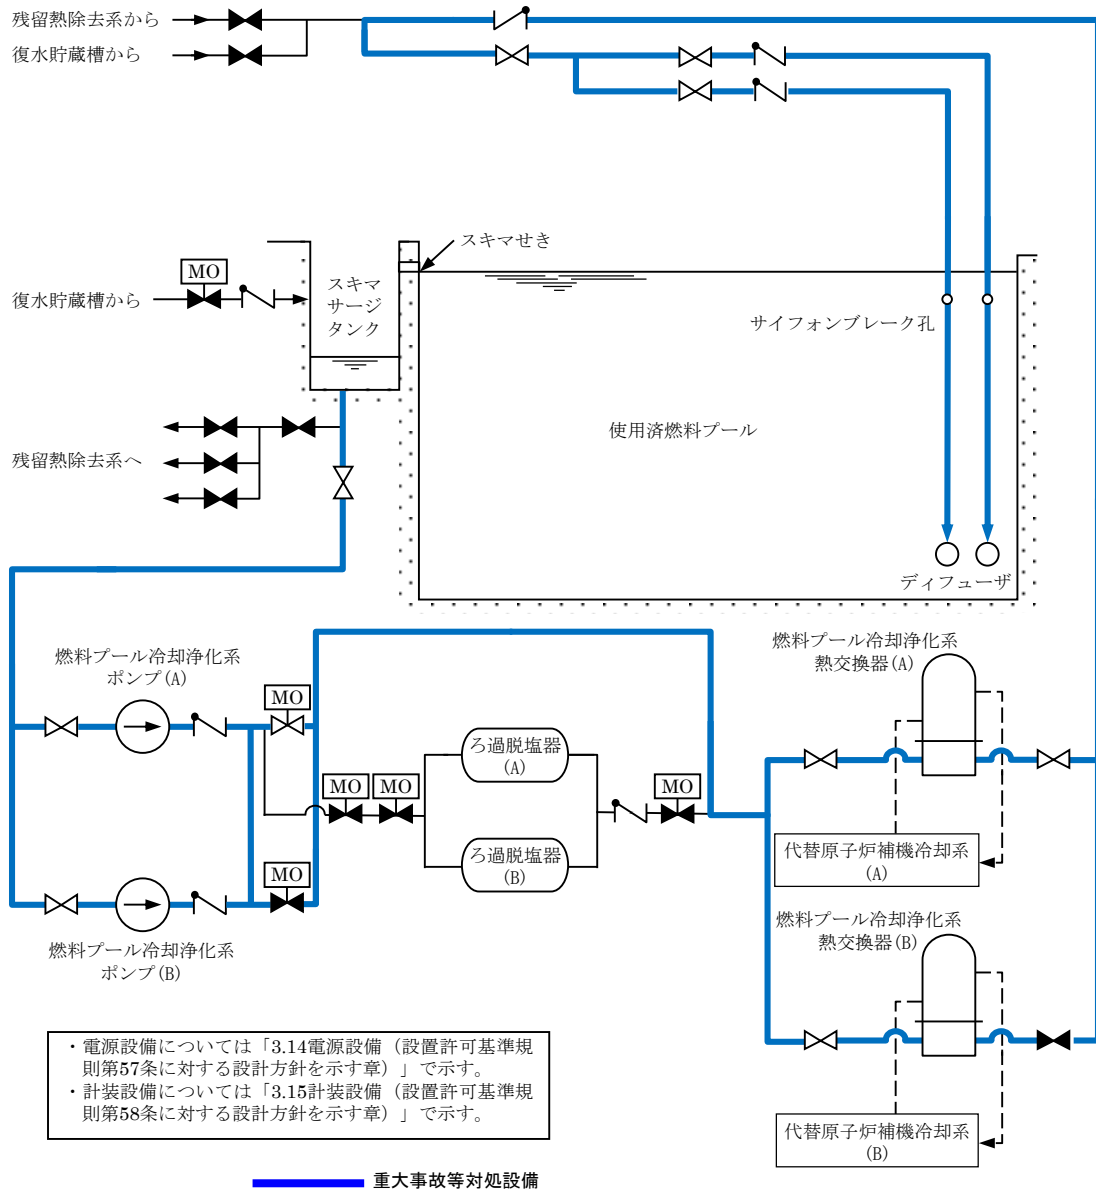 残留熱除去系から
復水貯蔵槽から
スキマせき
MO
復水貯蔵槽から
スキマ
サージ
タンク
サイフォンブレーク孔
使用済燃料プール
残留熱除去系へ
ディフューザ
燃料プール冷却浄化系
ポンプ(A)
燃料プール冷却浄化系
熱交換器(A)
MO
ろ過脱塩器
(A)
MO
MO
MO
ろ過脱塩器
(B)
代替原子炉補機冷却系
(A)
MO
燃料プール冷却浄化系
ポンプ(B)
燃料プール冷却浄化系
熱交換器(B)
・電源設備については「3.14電源設備（設置許可基準規
則第57条に対する設計方針を示す章）」で示す。
・計装設備については「3.15計装設備（設置許可基準規
則第58条に対する設計方針を示す章）」で示す。
代替原子炉補機冷却系
(B)
重大事故等対処設備